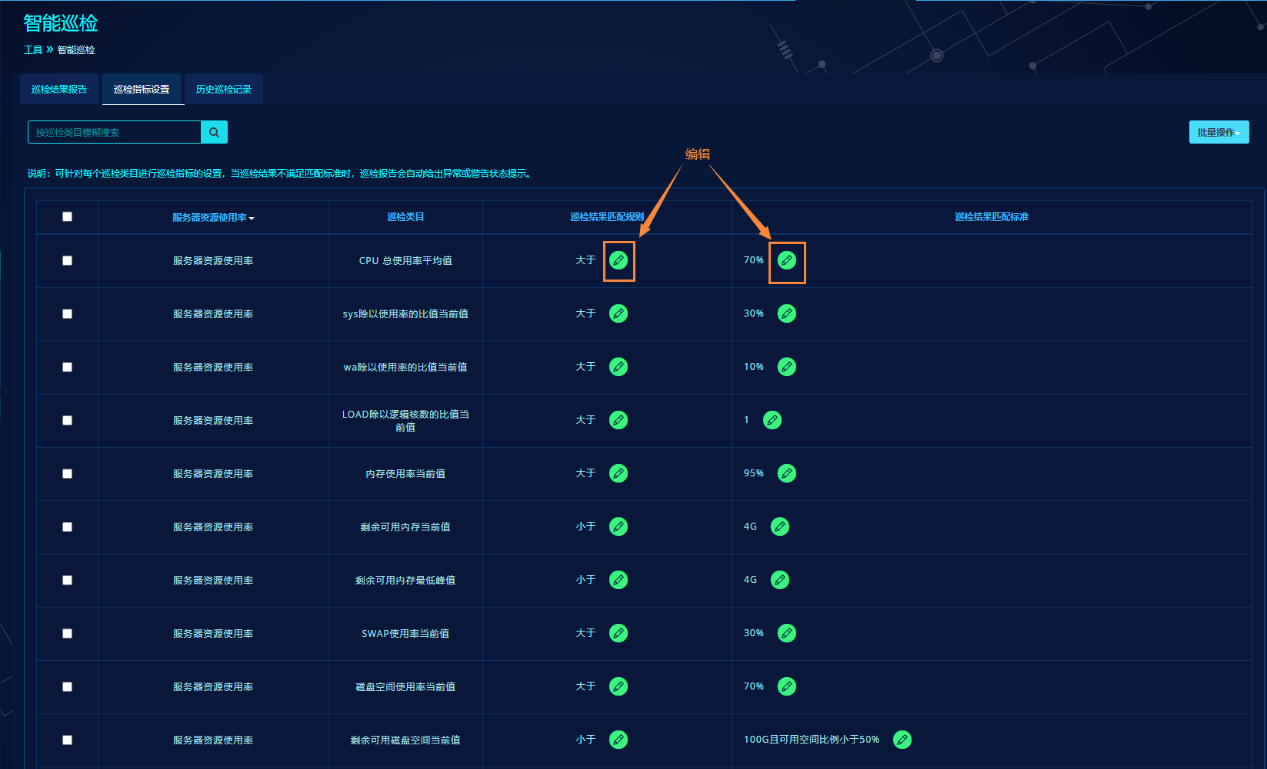 智能巡检
工具 » 智能巡检
巡检结果报告 巡检指标设置 历史巡检记录
按巡检类目模糊搜索
批量操作
编辑
说明：可针对每个巡检类目进行巡检指标的设置，当巡检结果不满足匹配标准时，巡检报告会自动给出异常或警告状态提示。
服务器资源使用率 巡检类目 巡检结果匹配规则 巡检结果匹配标准
服务器资源使用率 CPU 总使用率平均值 大于 70%
服务器资源使用率 sys除以使用率的比值当前值 大于 30%
服务器资源使用率 wa除以使用率的比值当前值 大于 10%
服务器资源使用率 LOAD除以逻辑核数的比值当
前值 大于 1
服务器资源使用率 内存使用率当前值 大于 95%
服务器资源使用率 剩余可用内存当前值 小于 4G
服务器资源使用率 剩余可用内存最低峰值 小于 4G
服务器资源使用率 SWAP使用率当前值 大于 30%
服务器资源使用率 磁盘空间使用率当前值 大于 70%
服务器资源使用率 剩余可用磁盘空间当前值 小于 100G且可用空间比例小于50%